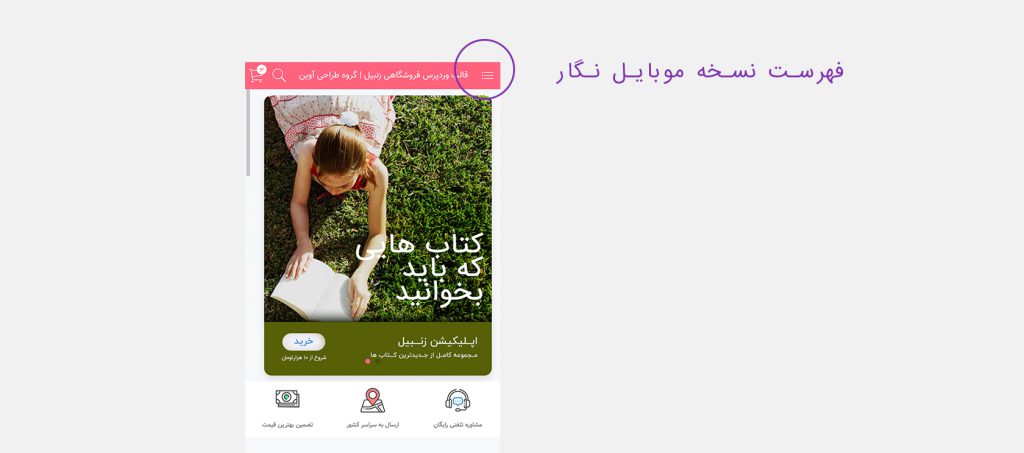 فهرست نسخه موبایل نگار
قالب وردپرس فروشگاهی زنبیل | گروه طراحی آوین
کتاب هایی
که باید
بخوانید
اپلیکیشن زنبیل
خرید
مجموعه کامل از جدیدترین کتاب ها
شروع از ۱۰ هزارتومان
مشاوره تلفنی رایگان
ارسال به سراسر کشور
تضمین بهترین قیمت